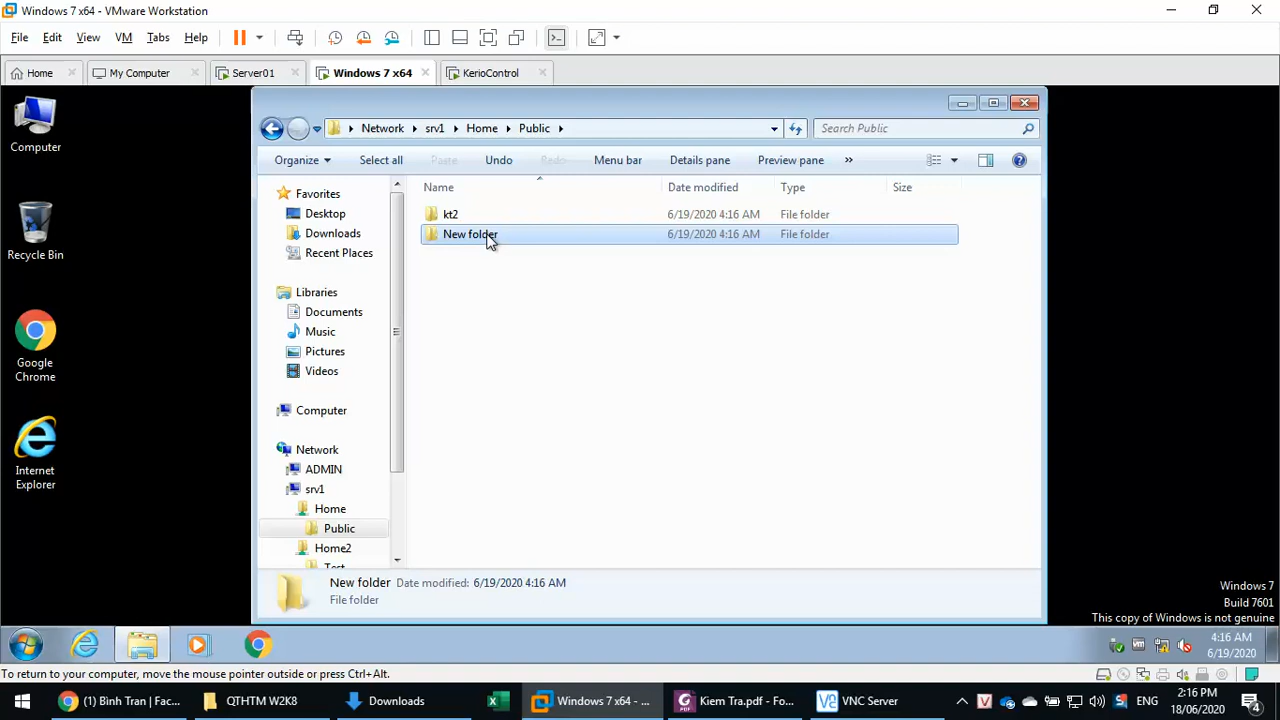 Windows 7 x64 - VMware Workstation
File Edit View VM Tabs Help
Home My Computer Server01 Windows 7 x64 KerioControl
Computer
Recycle Bin
Google Chrome
Internet Explorer
Network srv1 Home Public Search Public
Organize Select all Paste Undo Redo Menu bar Details pane Preview pane »
Name Date modified Type Size
kt2 6/19/2020 4:16 AM File folder
New folder 6/19/2020 4:16 AM File folder
Favorites
Desktop
Downloads
Recent Places
Libraries
Documents
Music
Pictures
Videos
Computer
Network
ADMIN
srv1
Home
Public
Home2
Test
New folder Date modified: 6/19/2020 4:16 AM
File folder
Windows 7
Build 7601
This copy of Windows is not genuine
4:16 AM
6/19/2020
To return to your computer, move the mouse pointer outside or press Ctrl+Alt.
(1) Bình Tran | Fac... QTHTM W2K8 Downloads Windows 7 x64 - ... Kiem Tra.pdf - Fo... VNC Server ENG
2:16 PM
18/06/2020
4